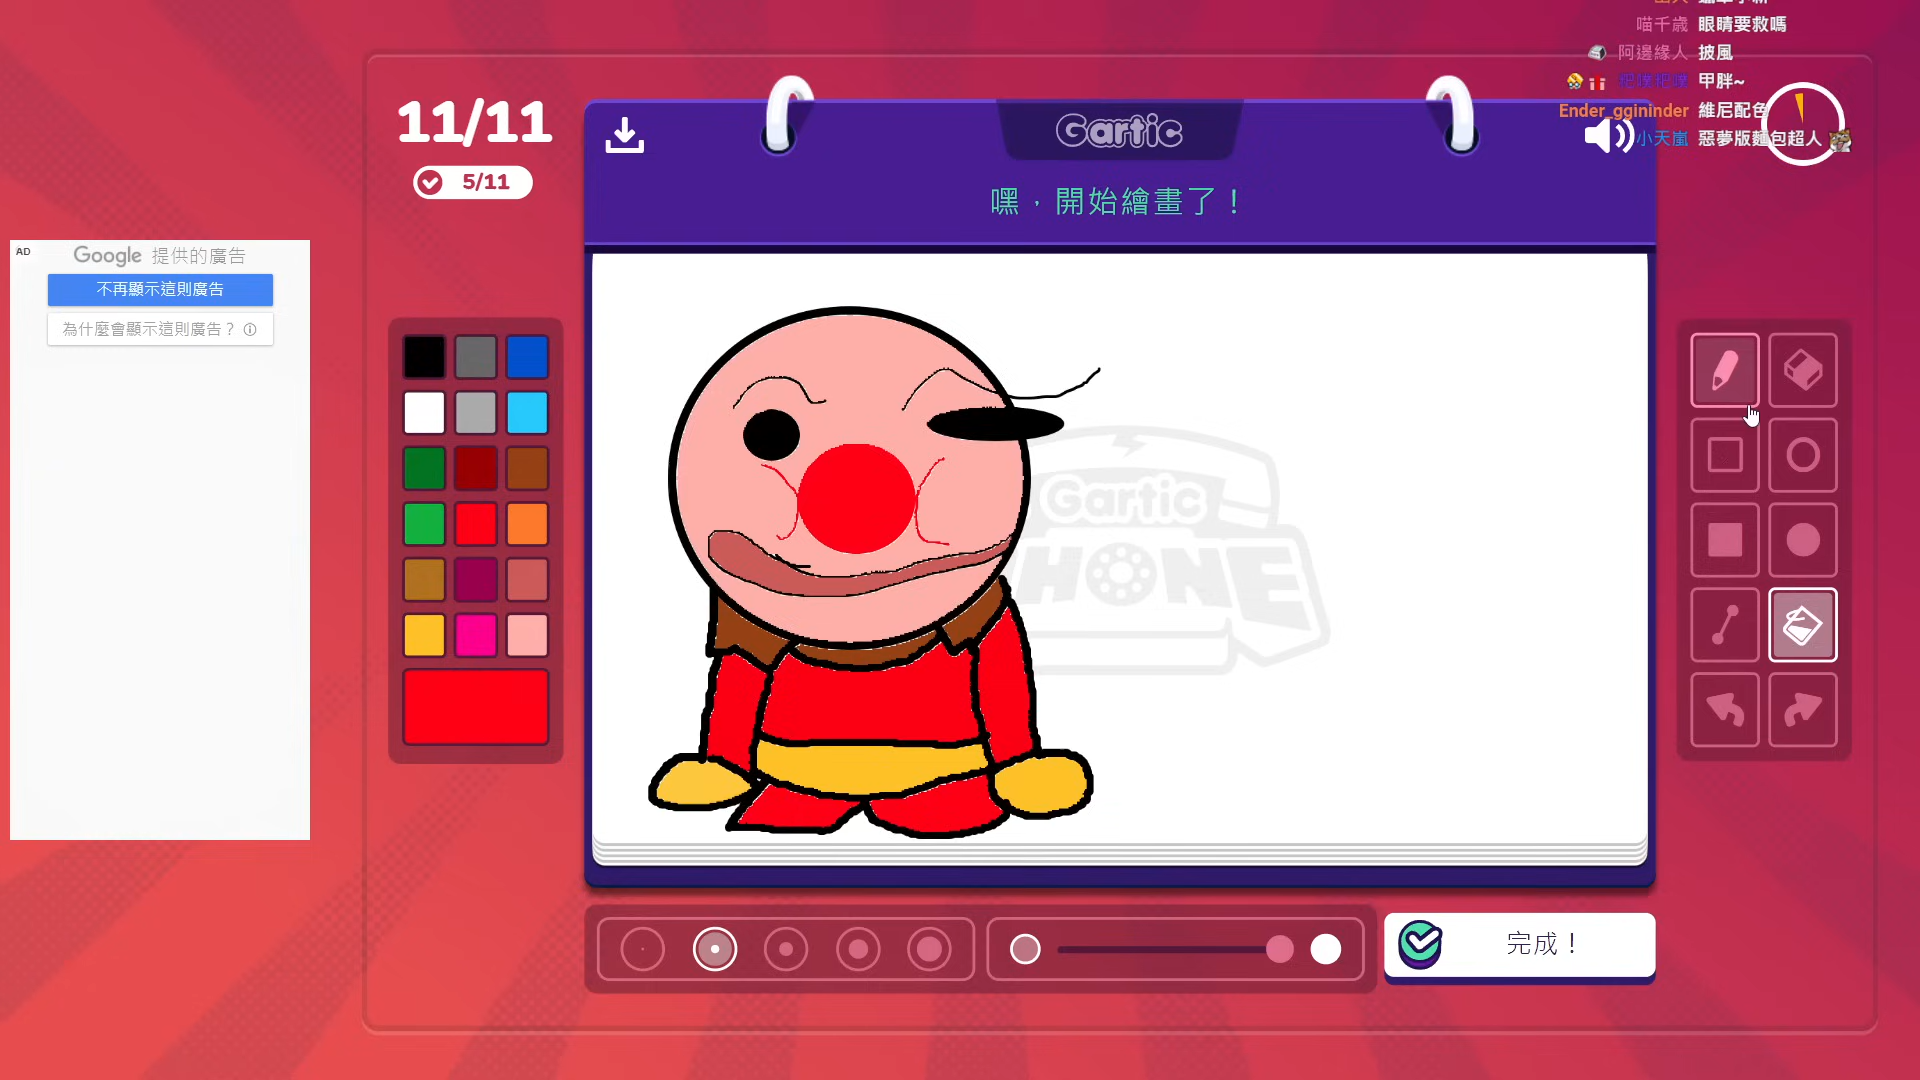 喵千歲 眼睛要救嗎
阿邊緣人 披風
甲胖~
Ender_ggininder 維尼配色
小天嵐 惡夢版麵包超人
11/11
5/11
Gartic
嘿，開始繪畫了！
AD
Google 提供的廣告
不再顯示這則廣告
為什麼會顯示這則廣告？
Gartic
PHONE
完成！